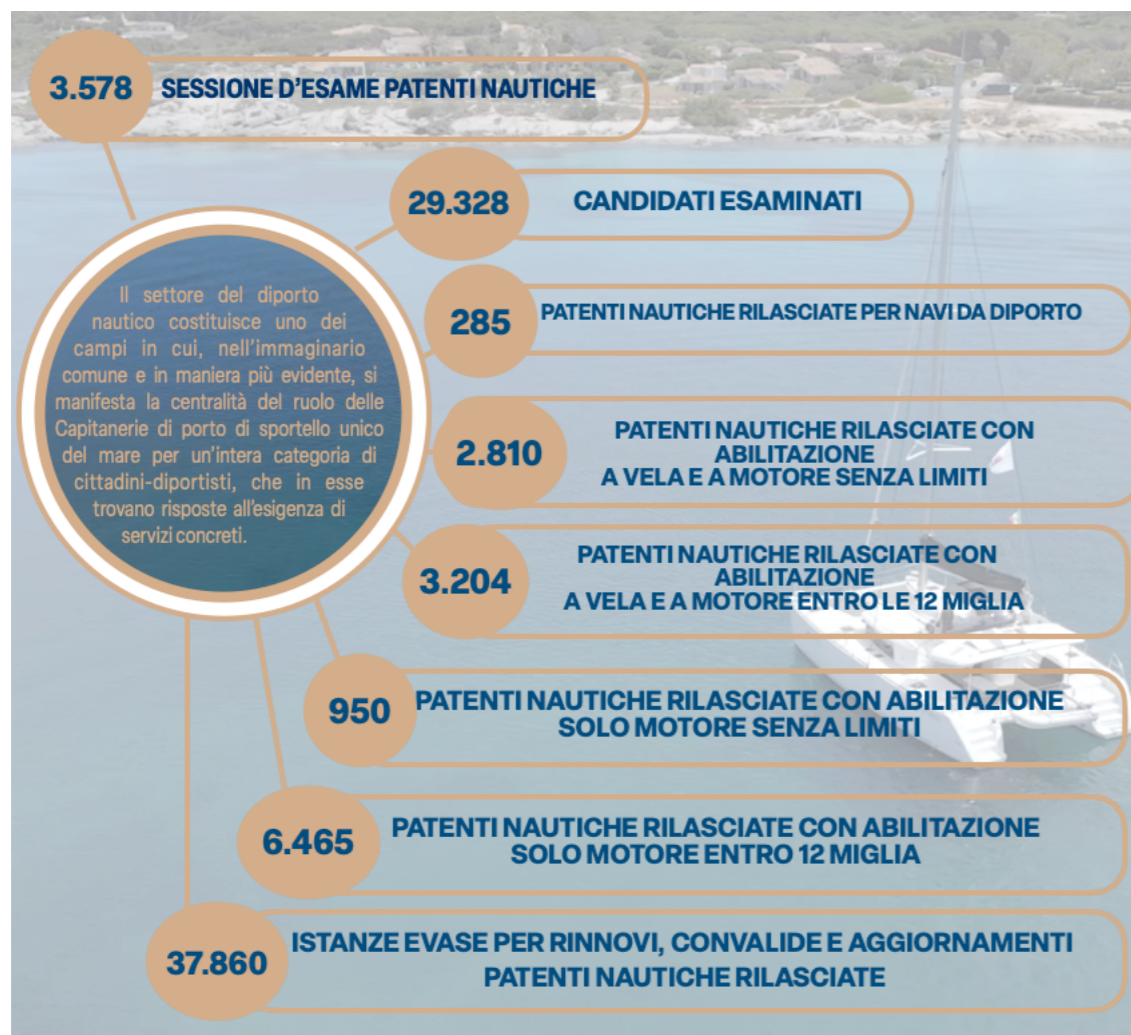 3.578
SESSIONE D'ESAME PATENTI NAUTICHE
29.328
CANDIDATI ESAMINATI
Il settore del diporto
nautico costituisce uno dei
campi in cui, nell'immaginario
comune e in maniera più evidente, si
manifesta la centralità del ruolo delle
Capitanerie di porto di sportello unico
del mare per un'intera categoria di
cittadini-diportisti, che in esse
trovano risposte all'esigenza di
servizi concreti.
285
PATENTI NAUTICHE RILASCIATE PER NAVI DA DIPORTO
2.810
PATENTI NAUTICHE RILASCIATE CON
ABILITAZIONE
A VELA E A MOTORE SENZA LIMITI
3.204
PATENTI NAUTICHE RILASCIATE CON
ABILITAZIONE
A VELA E A MOTORE ENTRO LE 12 MIGLIA
950
PATENTI NAUTICHE RILASCIATE CON ABILITAZIONE
SOLO MOTORE SENZA LIMITI
6.465
PATENTI NAUTICHE RILASCIATE CON ABILITAZIONE
SOLO MOTORE ENTRO 12 MIGLIA
37.860
ISTANZE EVASE PER RINNOVI, CONVALIDE E AGGIORNAMENTI
PATENTI NAUTICHE RILASCIATE